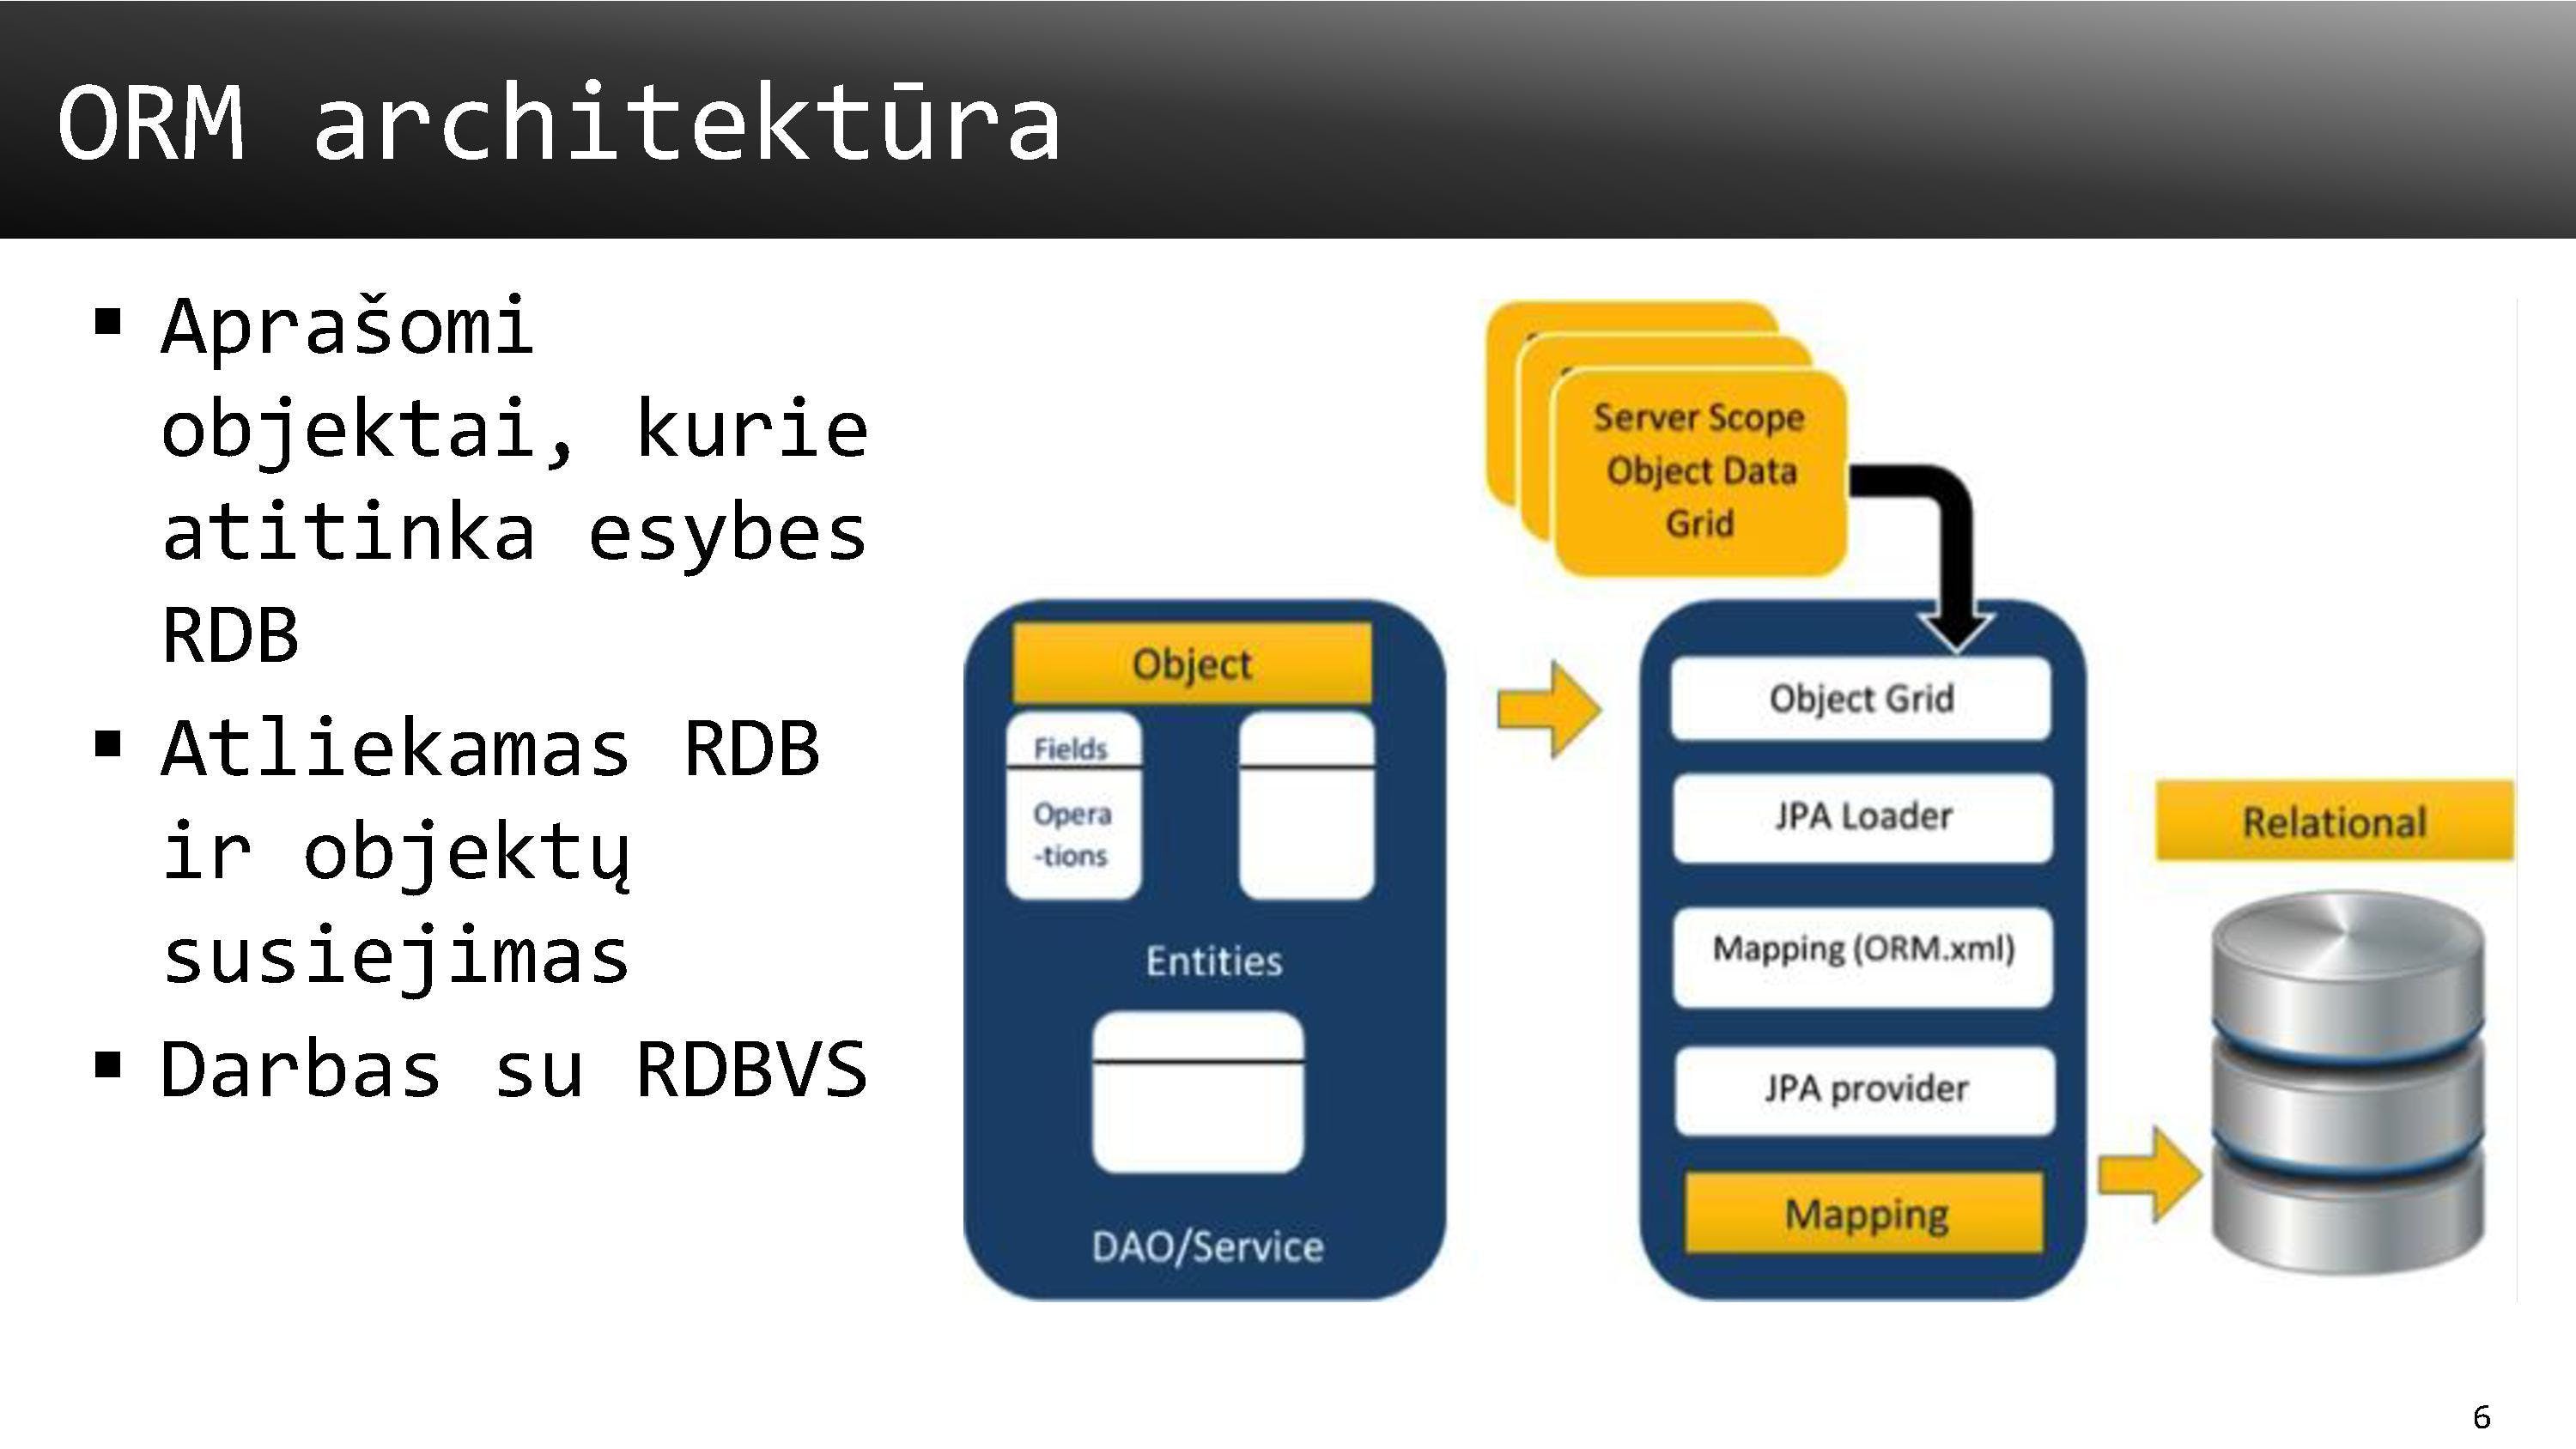 ORM architektūra
▪ Aprašomi
objektai, kurie
atitinka esybes
RDB
▪ Atliekamas RDB
ir objektų
susiejimas
▪ Darbas su RDBVS
Server Scope
Object Data
Grid
Object
Fields
Opera
-tions
Entities
DAO/Service
Object Grid
JPA Loader
Mapping (ORM.xml)
JPA provider
Mapping
Relational
6